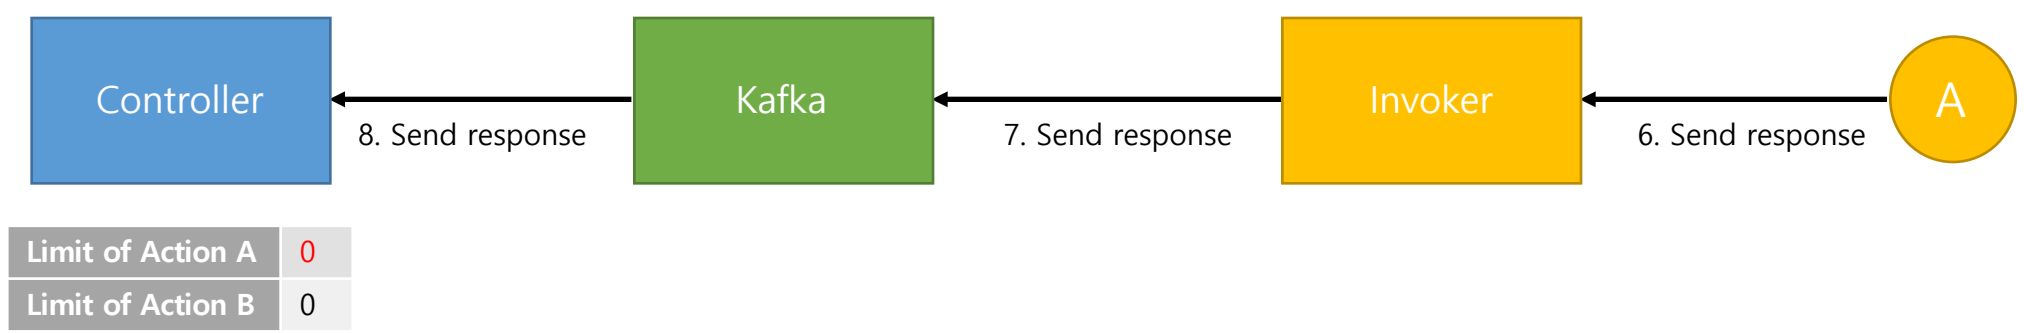 Controller
Kafka
Invoker
A
8. Send response
7. Send response
6. Send response
Limit of Action A 0
Limit of Action B 0